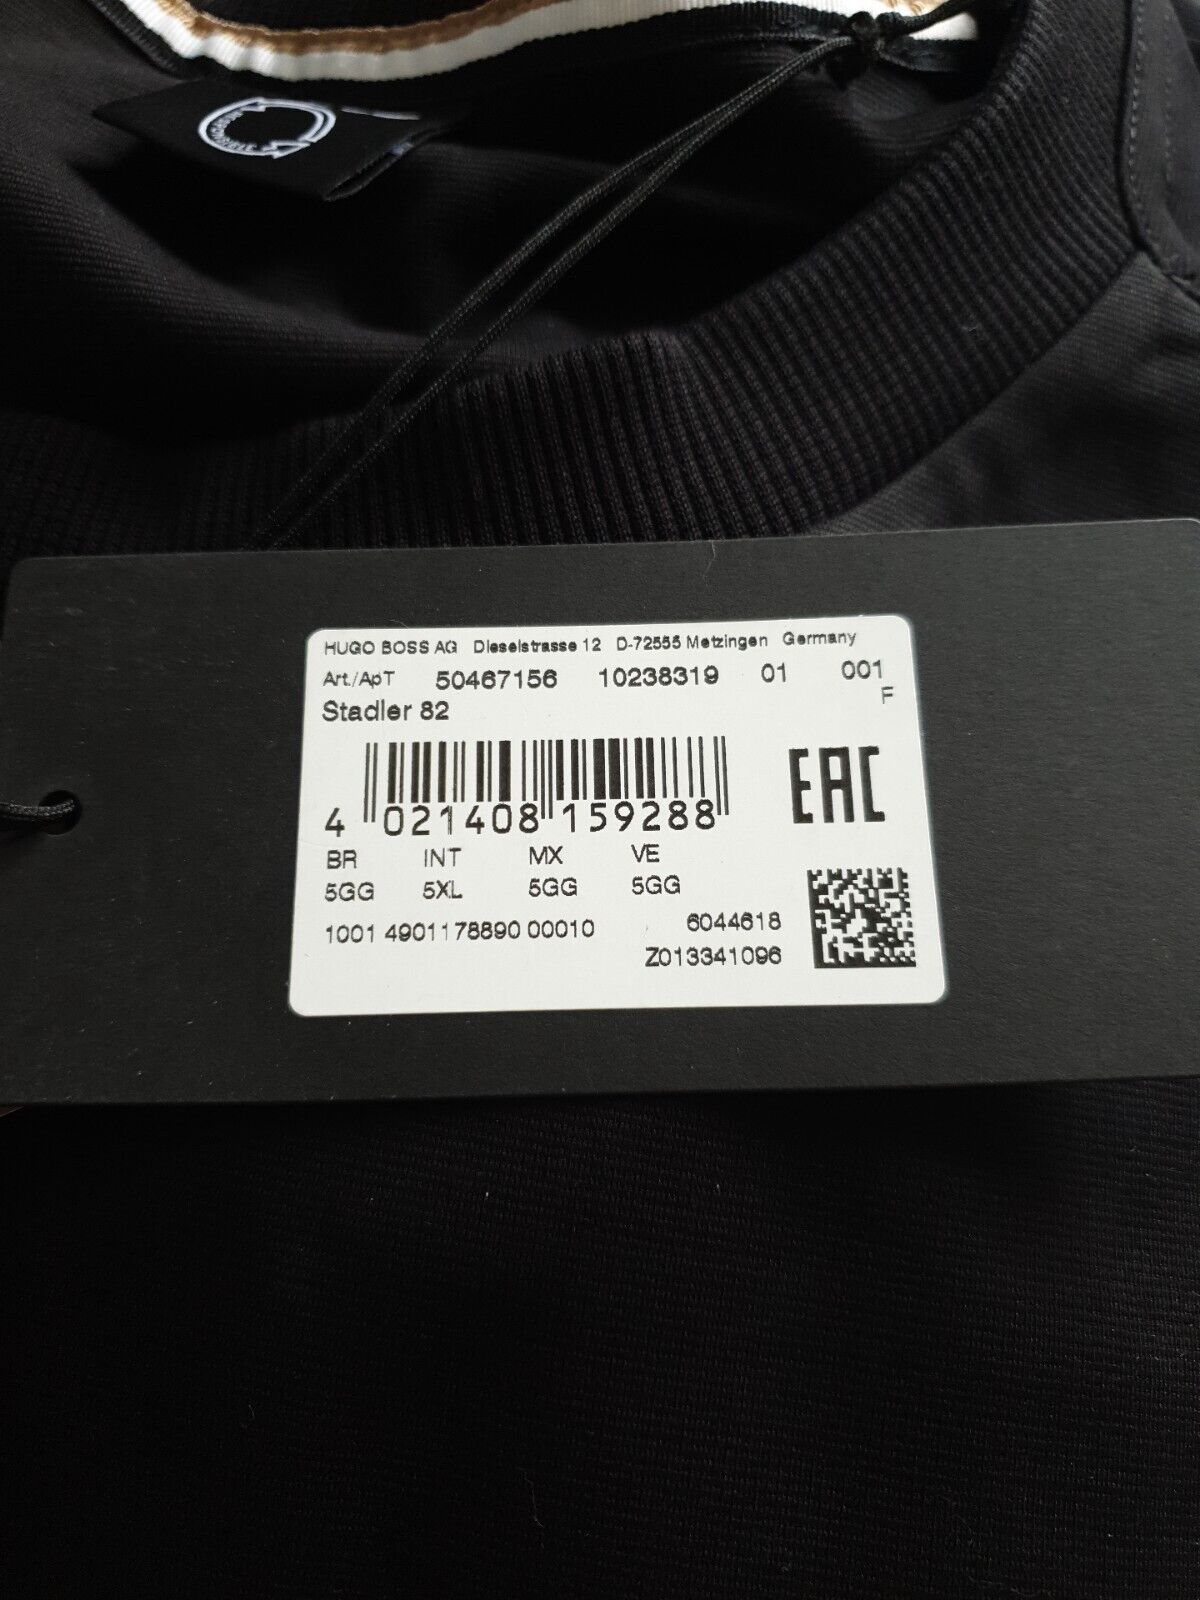 HUGO BOSS AG Dieselstrasse 12 D-72555 Metzingen Germany
Art./ApT 50467156 10238319 01 001
F
Stadler 82
EAC
4 021408 159288
BR INT MX VE
5GG 5XL 5GG 5GG
1001 4901178890 00010 6044618
Z013341096